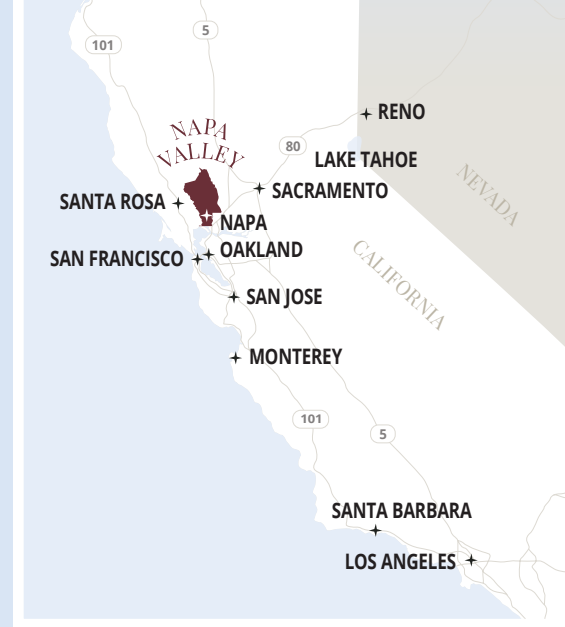 5
101
RENO
NAPA
VALLEY
80
LAKE TAHOE
SACRAMENTO
NEVADA
SANTA ROSA
NAPA
OAKLAND
SAN FRANCISCO
CALIFORNIA
SAN JOSE
MONTEREY
101
5
SANTA BARBARA
LOS ANGELES